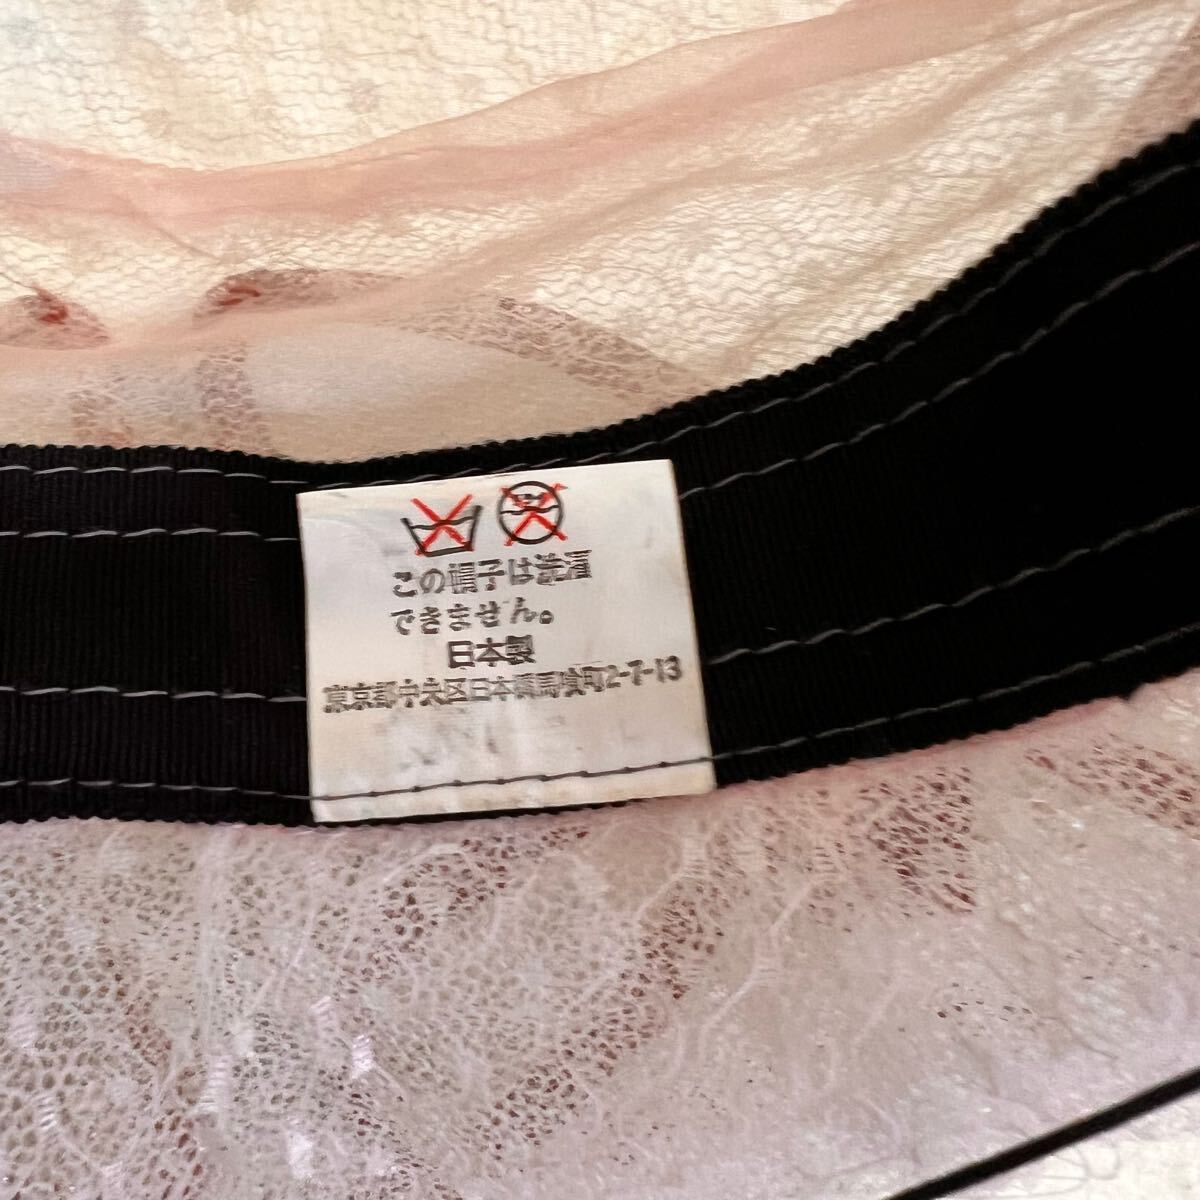 この帽子は洗濯
できません。
日本製
東京都中央区日本橋馬喰町2-7-13